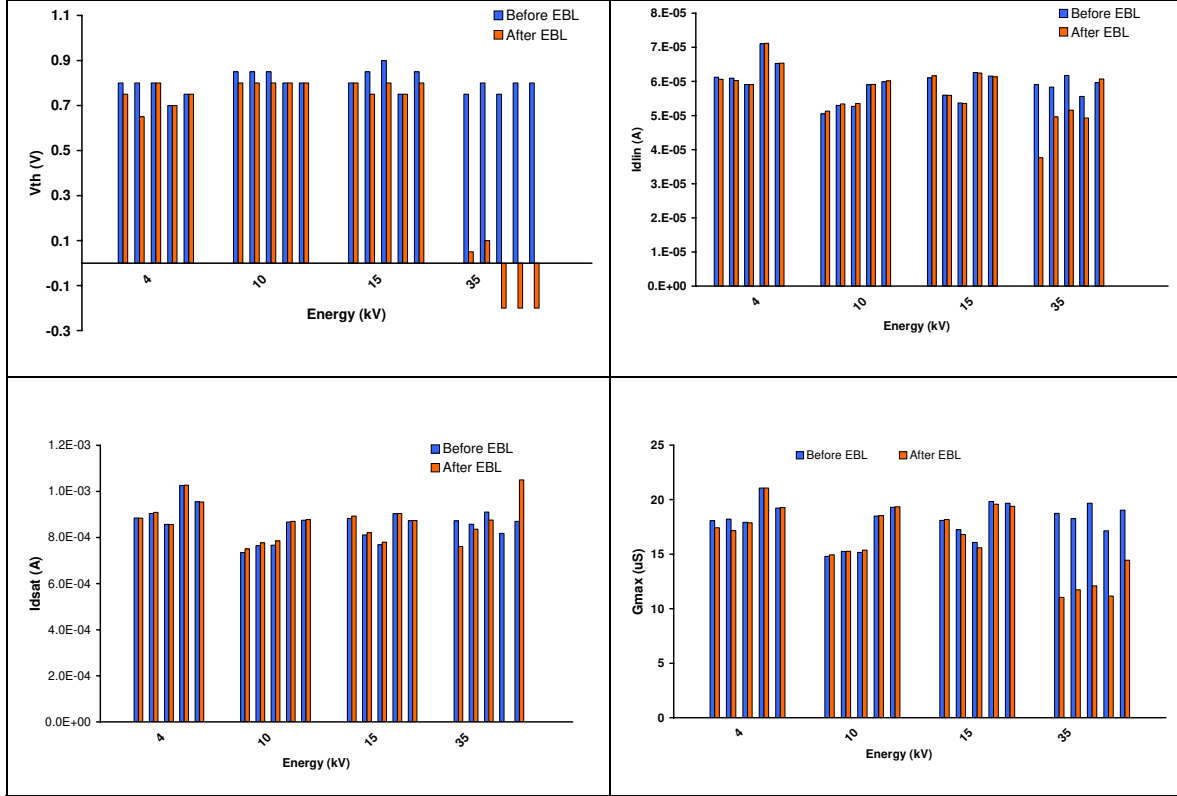 1.1
0.9
0.7
0.5
0.3
0.1
-0.1
-0.3
Vth (V)
Before EBL
After EBL
4
10
15
35
Energy (kV)
8.E-05
7.E-05
6.E-05
5.E-05
4.E-05
3.E-05
2.E-05
1.E-05
0.E+00
Idlin (A)
Before EBL
After EBL
4
10
15
35
Energy (kV)
1.2E-03
1.0E-03
8.0E-04
6.0E-04
4.0E-04
2.0E-04
0.0E+00
Idsat (A)
Before EBL
After EBL
4
10
15
35
Energy (kV)
25
20
15
10
5
0
Gmax (uS)
Before EBL After EBL
4
10
15
35
Energy (kV)